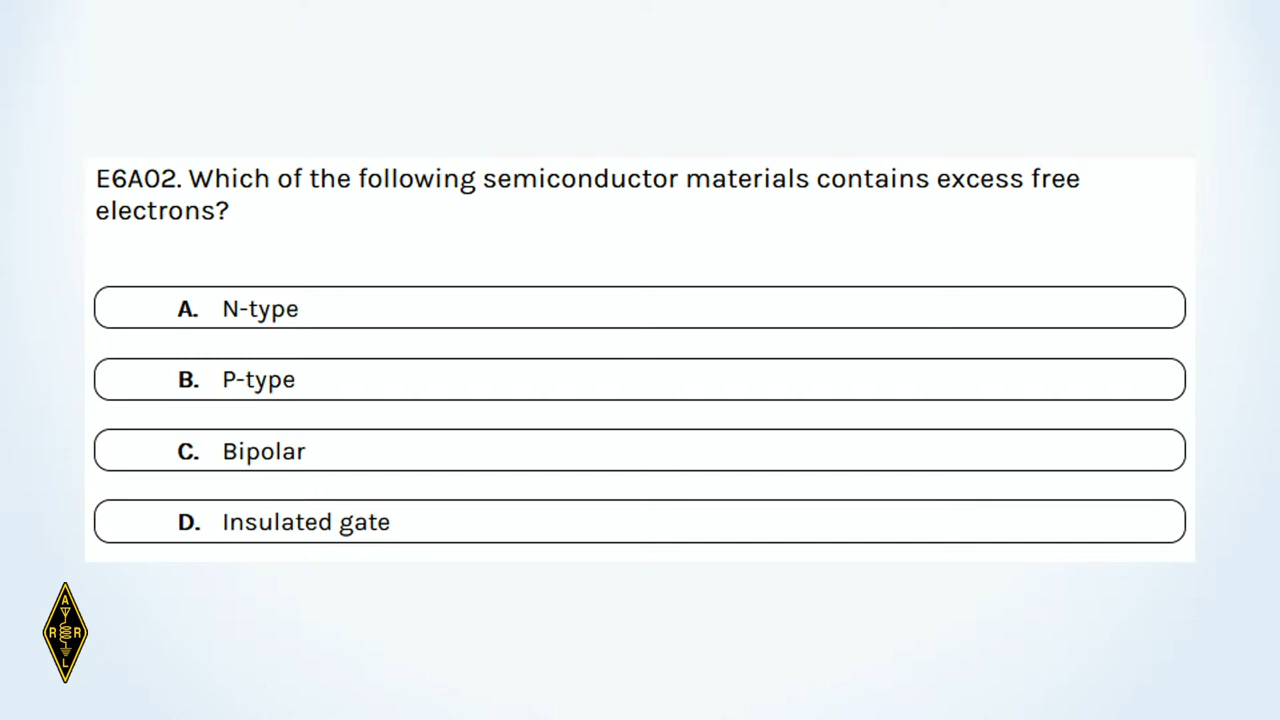 E6A02. Which of the following semiconductor materials contains excess free
electrons?
A. N-type
B. P-type
C. Bipolar
D. Insulated gate
A
R R
L